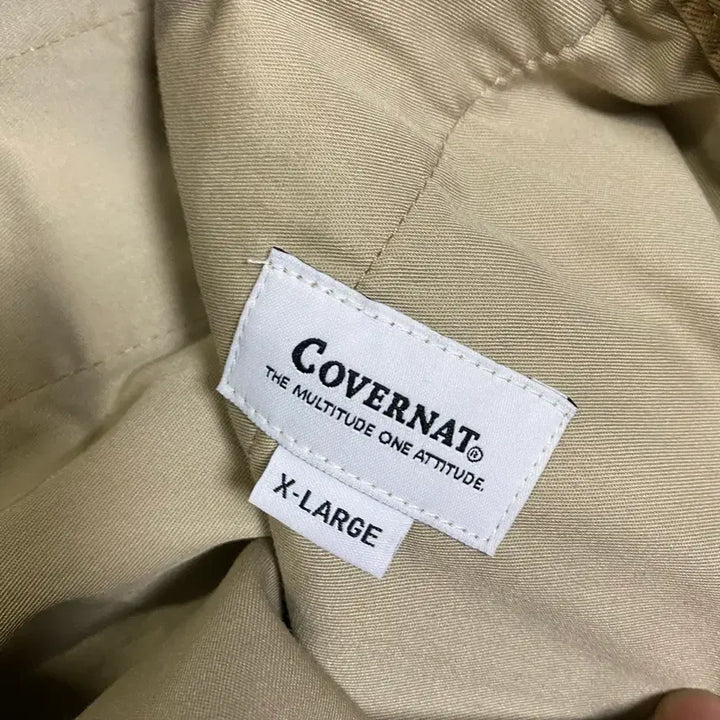 COVERNAT®
THE MULTITUDE ONE ATTITUDE.
X-LARGE